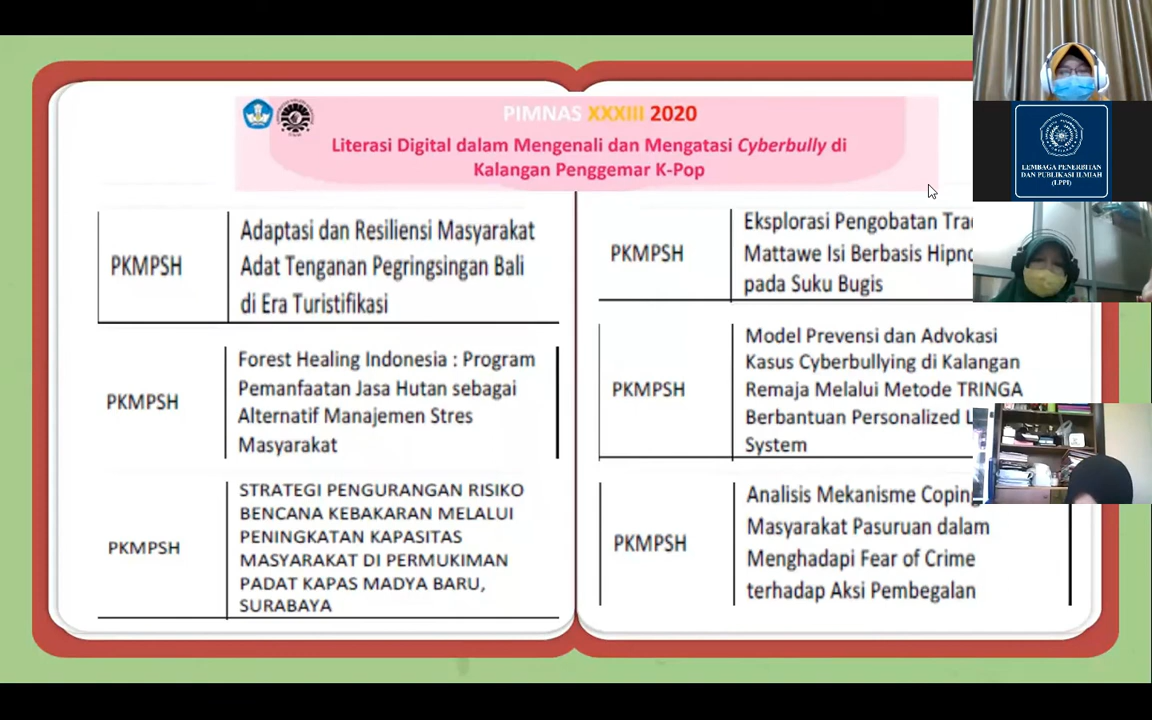 PIMNAS XXXIII 2020
Literasi Digital dalam Mengenali dan Mengatasi Cyberbully di
Kalangan Penggemar K-Pop
PKMPSH
Adaptasi dan Resiliensi Masyarakat
Adat Tenganan Pegringsingan Bali
di Era Turistifikasi
PKMPSH
Forest Healing Indonesia : Program
Pemanfaatan Jasa Hutan sebagai
Alternatif Manajemen Stres
Masyarakat
PKMPSH
STRATEGI PENGURANGAN RISIKO
BENCANA KEBAKARAN MELALUI
PENINGKATAN KAPASITAS
MASYARAKAT DI PERMUKIMAN
PADAT KAPAS MADYA BARU,
SURABAYA
PKMPSH
Eksplorasi Pengobatan
Mattawe Isi Berbasis
pada Suku Bugis
PKMPSH
Model Prevensi dan Advokasi
Kasus Cyberbullying di Kalangan
Remaja Melalui Metode TRINGA
Berbantuan Personalized
System
PKMPSH
Analisis Mekanisme Coping
Masyarakat Pasuruan dalam
Menghadapi Fear of Crime
terhadap Aksi Pembegalan
LEMBAGA PENERBITAN
DAN PUBLIKASI ILMIAH
(LPPI)